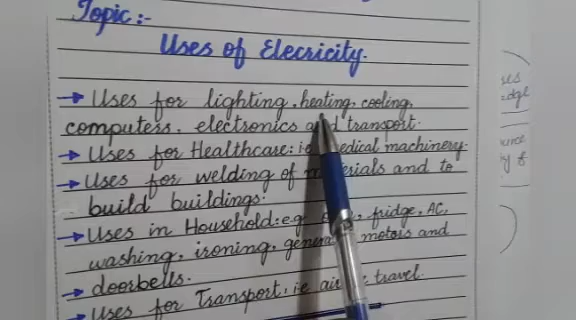 Topic:-
Uses of Elecricity.
→ Uses for lighting, heating, cooling,
computers, electronics and transport.
→ Uses for Healthcare: i.e medical machinery.
→ Uses for welding of materials and to
build buildings.
→ Uses in Household: e.g. fridge, AC,
washing, ironing, motors and
→ doorbells.
→ Uses for Transport, i.e travel.